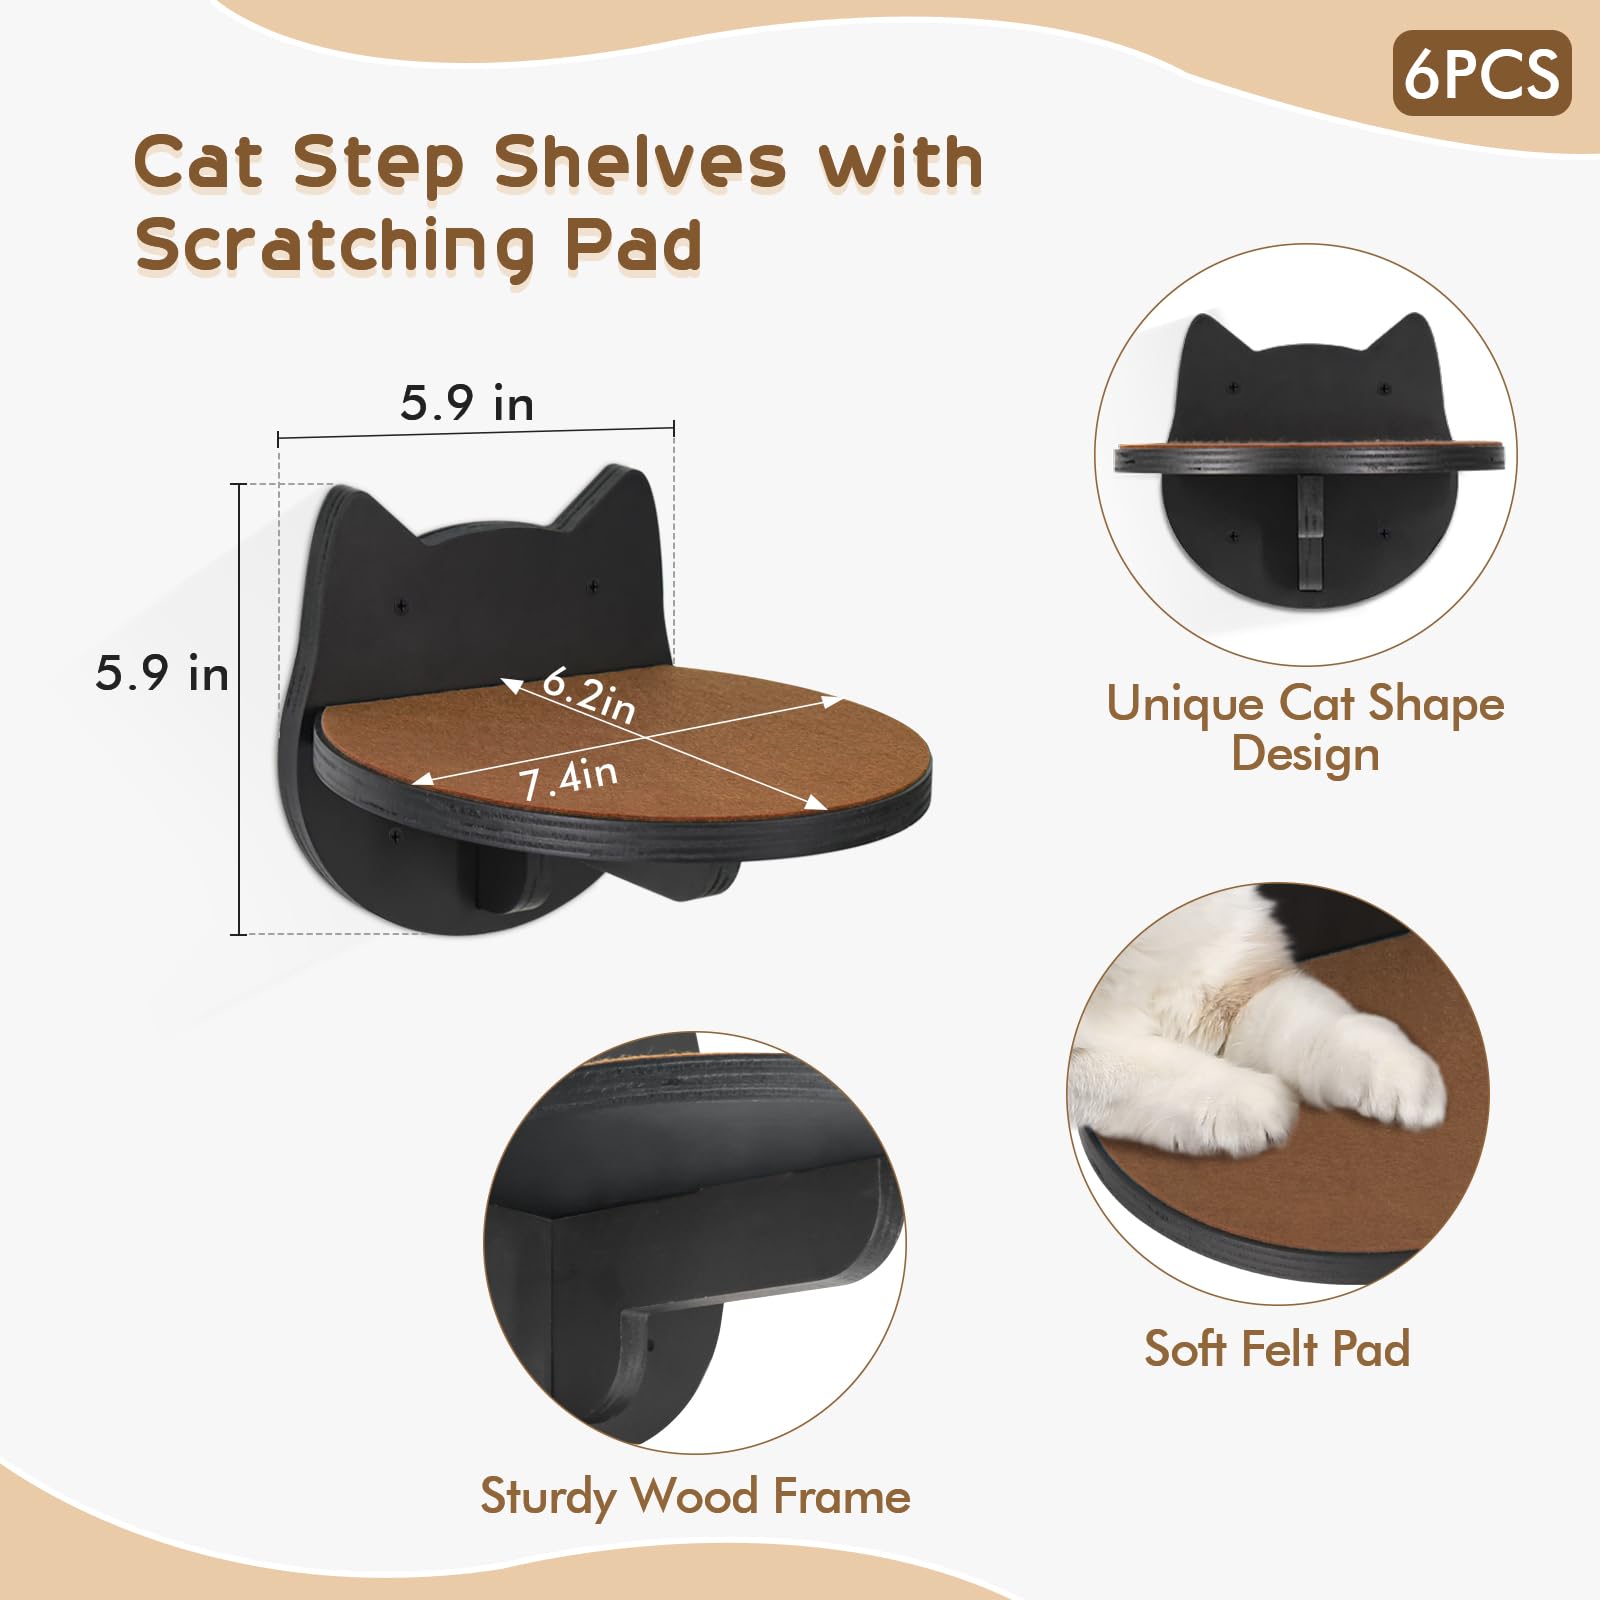 6PCS
Cat Step Shelves with
Scratching Pad
5.9 in
5.9 in
6.2in
7.4in
Unique Cat Shape
Design
Soft Felt Pad
Sturdy Wood Frame